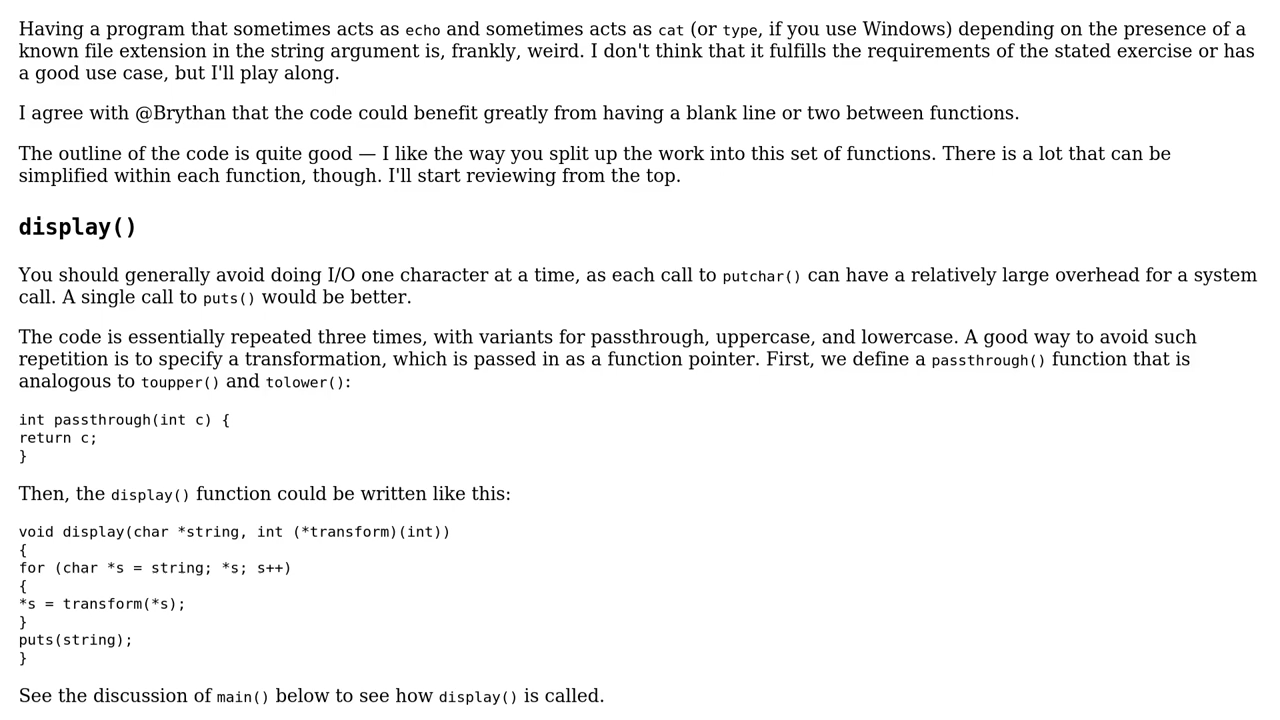 Having a program that sometimes acts as echo and sometimes acts as cat (or type, if you use Windows) depending on the presence of a
known file extension in the string argument is, frankly, weird. I don't think that it fulfills the requirements of the stated exercise or has
a good use case, but I'll play along.
I agree with @Brythan that the code could benefit greatly from having a blank line or two between functions.
The outline of the code is quite good — I like the way you split up the work into this set of functions. There is a lot that can be
simplified within each function, though. I'll start reviewing from the top.
display()
You should generally avoid doing I/O one character at a time, as each call to putchar() can have a relatively large overhead for a system
call. A single call to puts() would be better.
The code is essentially repeated three times, with variants for passthrough, uppercase, and lowercase. A good way to avoid such
repetition is to specify a transformation, which is passed in as a function pointer. First, we define a passthrough() function that is
analogous to toupper() and tolower():
int passthrough(int c) {
return c;
}
Then, the display() function could be written like this:
void display(char *string, int (*transform)(int))
{
for (char *s = string; *s; s++)
{
*s = transform(*s);
}
puts(string);
}
See the discussion of main() below to see how display() is called.